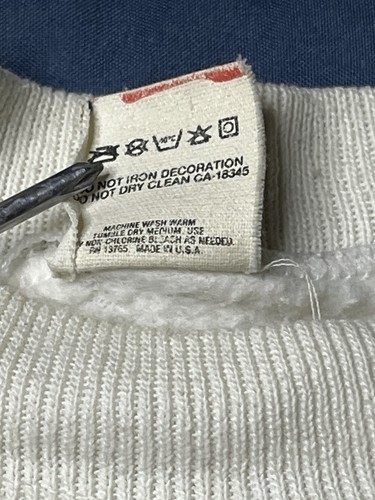 40°C
DO NOT IRON DECORATION
DO NOT DRY CLEAN CA-18345
MACHINE WASH WARM
TUMBLE DRY MEDIUM. USE
NON-CHLORINE BLEACH AS NEEDED.
RN 13765. MADE IN U.S.A.